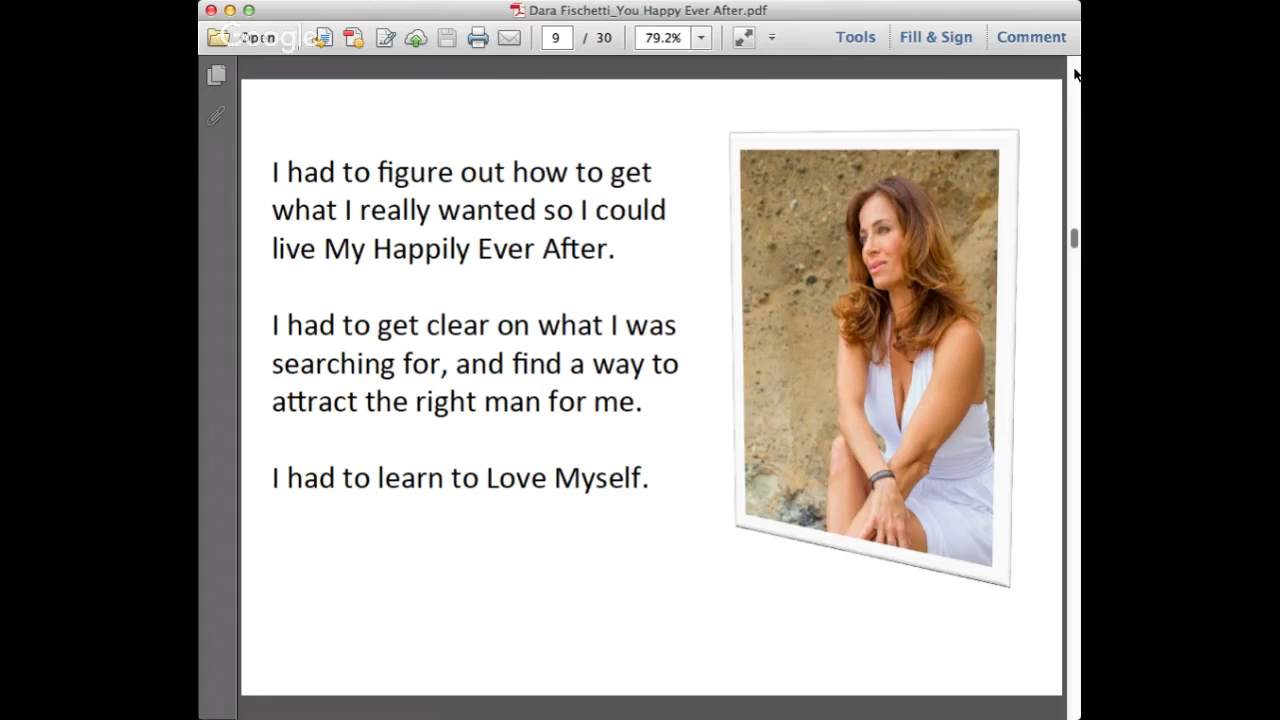 Dara Fischetti_You Happy Ever After.pdf
Google
Open
9 / 30
79.2%
Tools
Fill & Sign
Comment
I had to figure out how to get
what I really wanted so I could
live My Happily Ever After.
I had to get clear on what I was
searching for, and find a way to
attract the right man for me.
I had to learn to Love Myself.